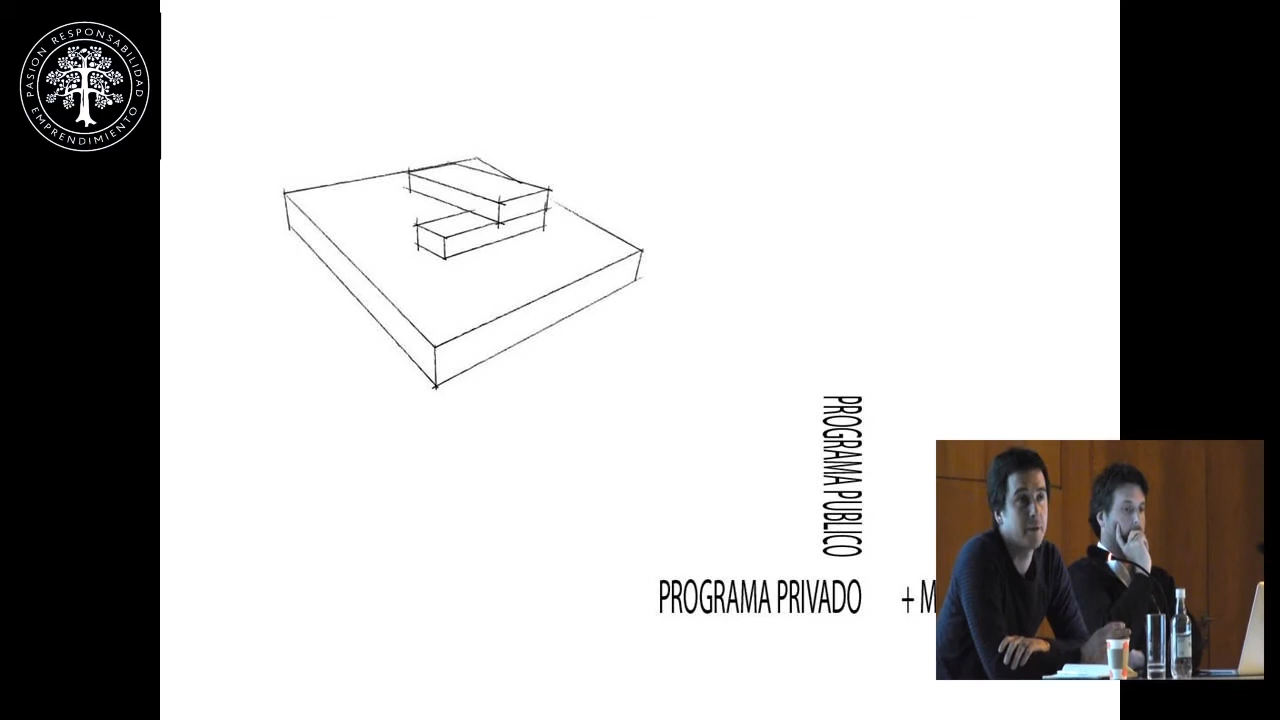 PASION RESPONSABILIDAD
EMPRENDIMIENTO
PROGRAMA PUBLICO
PROGRAMA PRIVADO + M